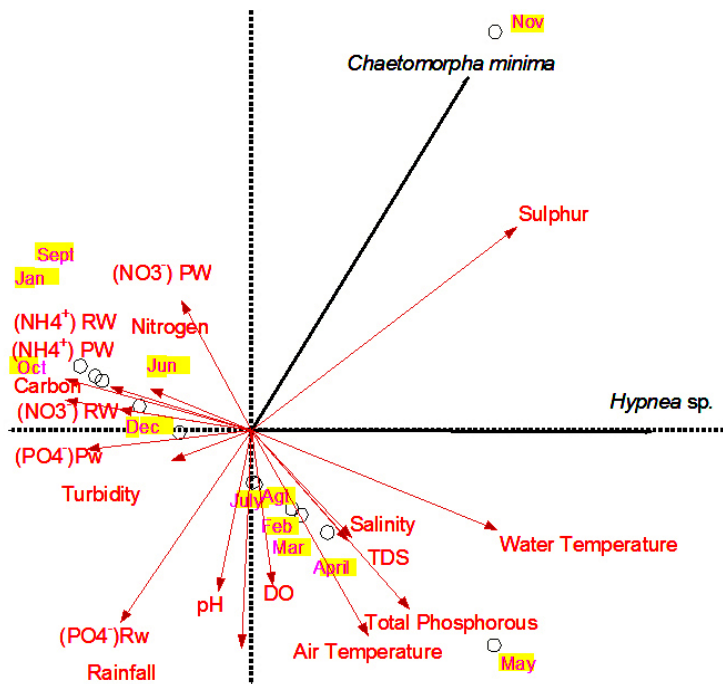 Nov
Chaetomorpha minima
Sulphur
Sept
Jan
(NO3⁻) PW
(NH4⁺) RW
Nitrogen
(NH4⁺) PW
Oct
Jun
Carbon
(NO3⁻) RW
Hypnea sp.
Dec
(PO4⁻)Pw
Turbidity
July
Agt
Feb
Salinity
Mar
TDS
Water Temperature
April
pH
DO
Total Phosphorous
(PO4⁻)Rw
Air Temperature
Rainfall
May